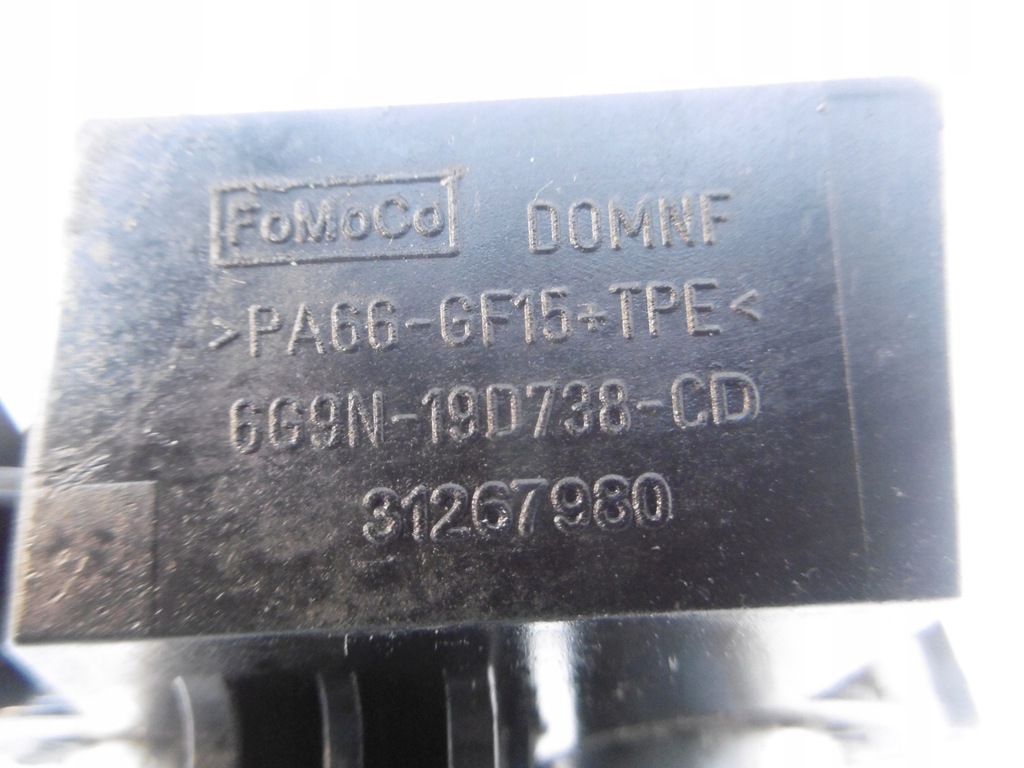 FoMoCo DOMNF
>PA66-GF15+TPE<
6G9N-19D738-CD
31267980